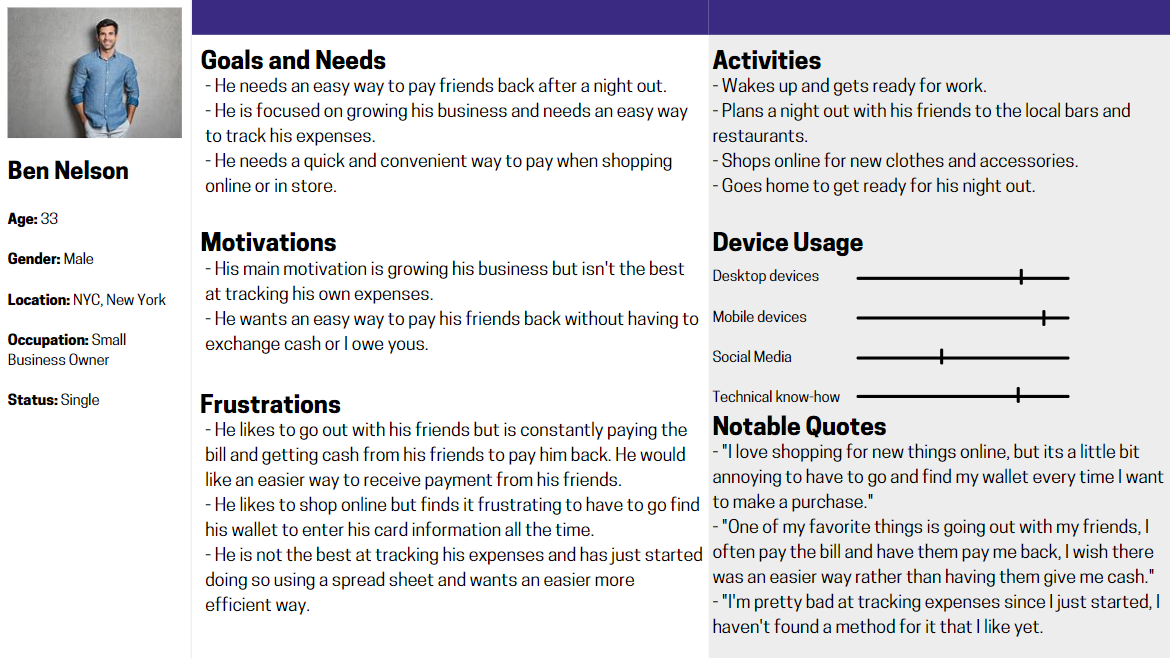 Ben Nelson
Age: 33
Gender: Male
Location: NYC, New York
Occupation: Small
Business Owner
Status: Single
Goals and Needs
- He needs an easy way to pay friends back after a night out.
- He is focused on growing his business and needs an easy way
to track his expenses.
- He needs a quick and convenient way to pay when shopping
online or in store.
Motivations
- His main motivation is growing his business but isn't the best
at tracking his own expenses.
- He wants an easy way to pay his friends back without having to
exchange cash or I owe yous.
Frustrations
- He likes to go out with his friends but is constantly paying the
bill and getting cash from his friends to pay him back. He would
like an easier way to receive payment from his friends.
- He likes to shop online but finds it frustrating to have to go find
his wallet to enter his card information all the time.
- He is not the best at tracking his expenses and has just started
doing so using a spread sheet and wants an easier more
efficient way.
Activities
- Wakes up and gets ready for work.
- Plans a night out with his friends to the local bars and
restaurants.
- Shops online for new clothes and accessories.
- Goes home to get ready for his night out.
Device Usage
Desktop devices
Mobile devices
Social Media
Technical know-how
Notable Quotes
- "I love shopping for new things online, but its a little bit
annoying to have to go and find my wallet every time I want
to make a purchase."
- "One of my favorite things is going out with my friends, I
often pay the bill and have them pay me back, I wish there
was an easier way rather than having them give me cash."
- "I'm pretty bad at tracking expenses since I just started, I
haven't found a method for it that I like yet.